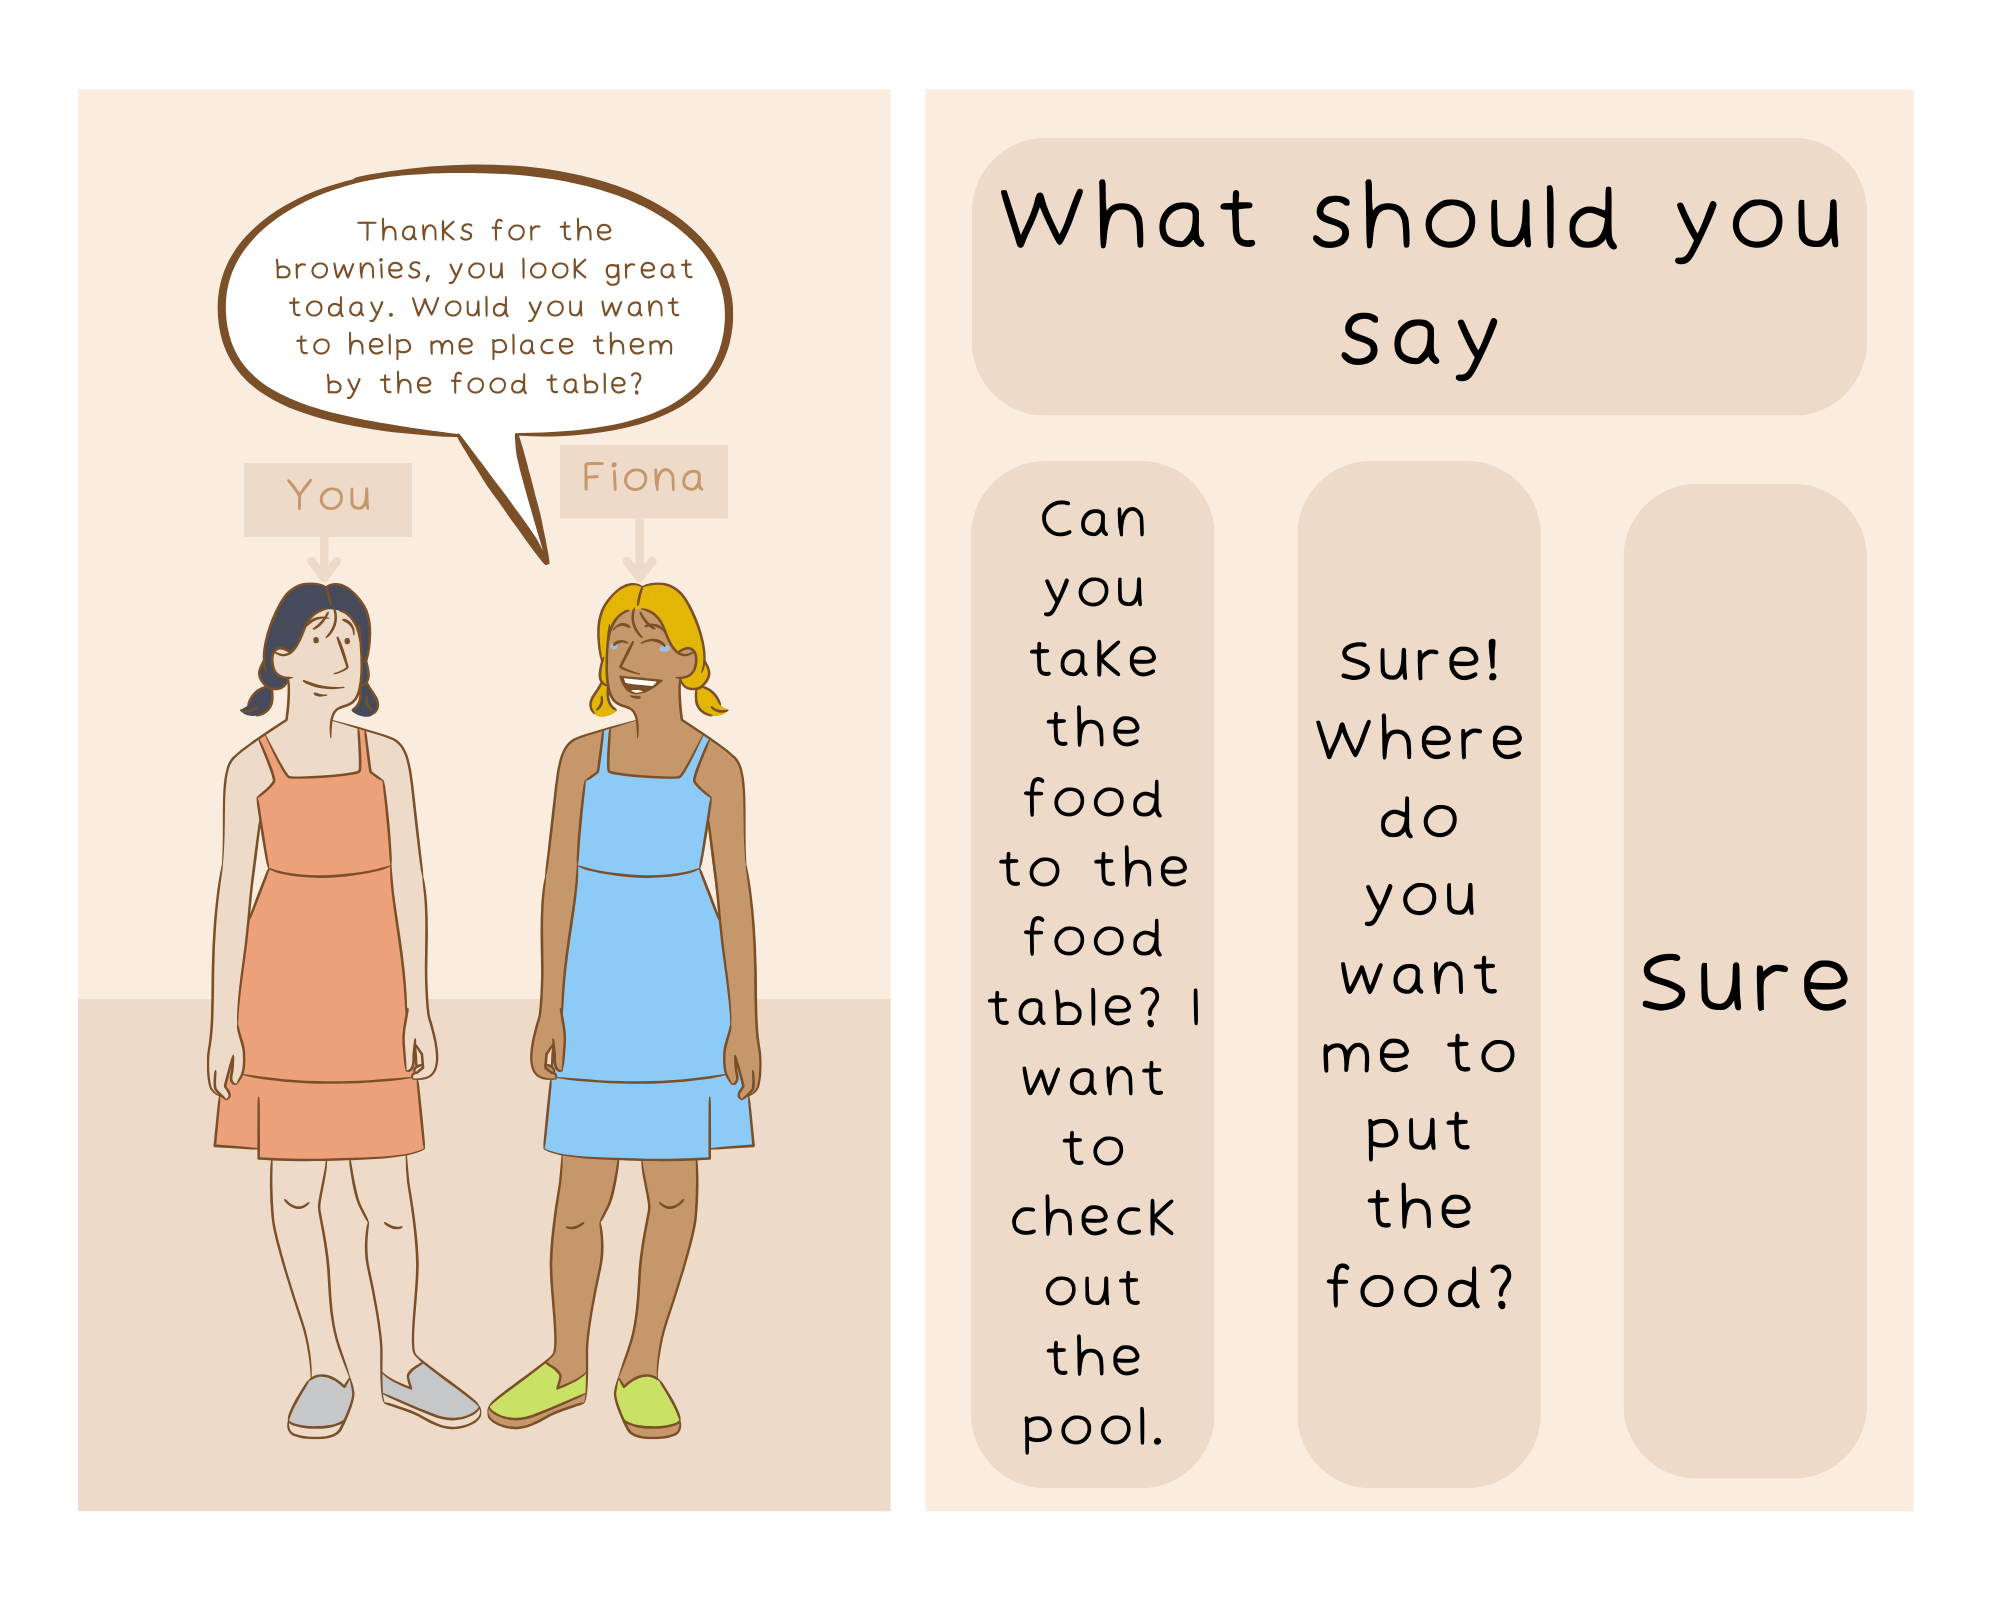 Thanks for the
brownies, you look great
today. Would you want
to help me place them
by the food table?
You
Fiona
What should you
say
Can
you
take
the
food
to the
food
table? I
want
to
check
out
the
pool.
Sure!
Where
do
you
want
me to
put
the
food?
Sure